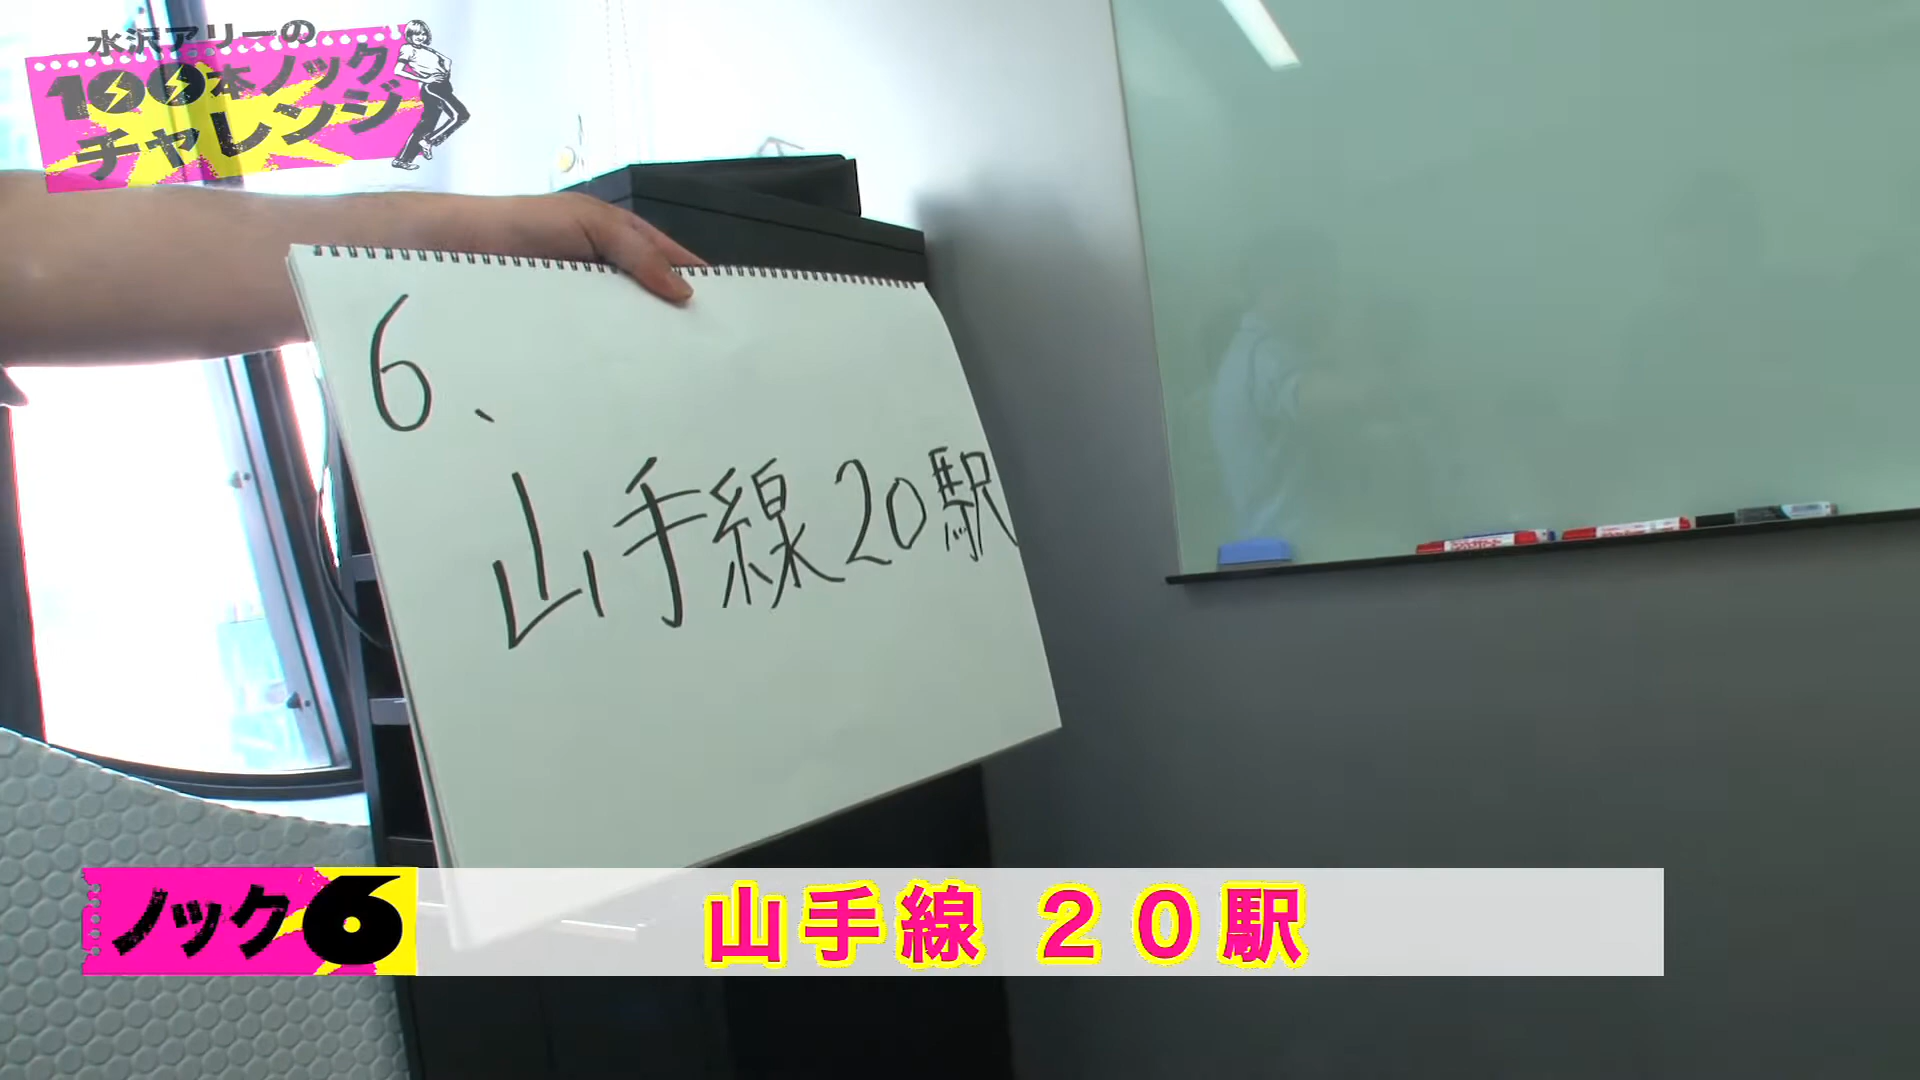 水沢アリーの
100本ノック
チャレンジ
6、
山手線20駅
ノック6
山手線 20駅